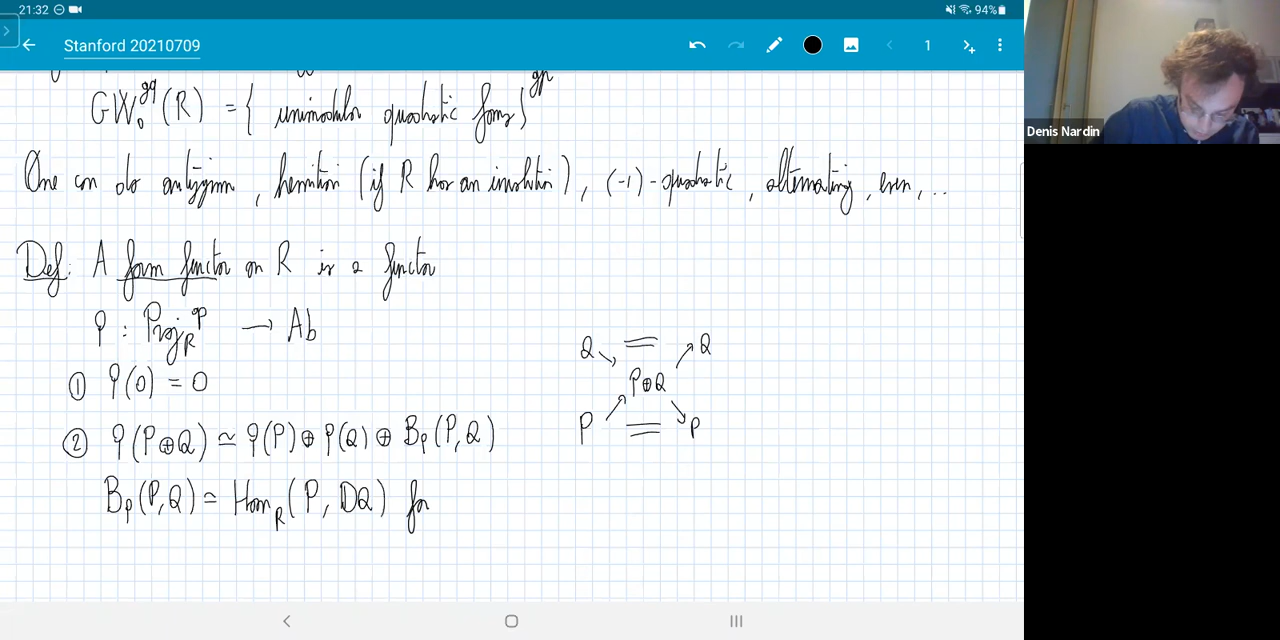 21:32
94%
Stanford 20210709
1
GW₀^gq(R) = { unimodular quadratic forms }^gp
One can do antisymm, hermitian (if R has an involution), (-1)-quadratic, alternating, even, ...
Def: A form functor on R is a functor
Ϙ : Proj_R^op → Ab
① Ϙ(0) = 0
② Ϙ(P⊕Q) ≃ Ϙ(P) ⊕ Ϙ(Q) ⊕ B_Ϙ(P,Q)
B_Ϙ(P,Q) ≃ Hom_R(P, DQ) for
Q = Q
P⊕Q
P = P
Denis Nardin